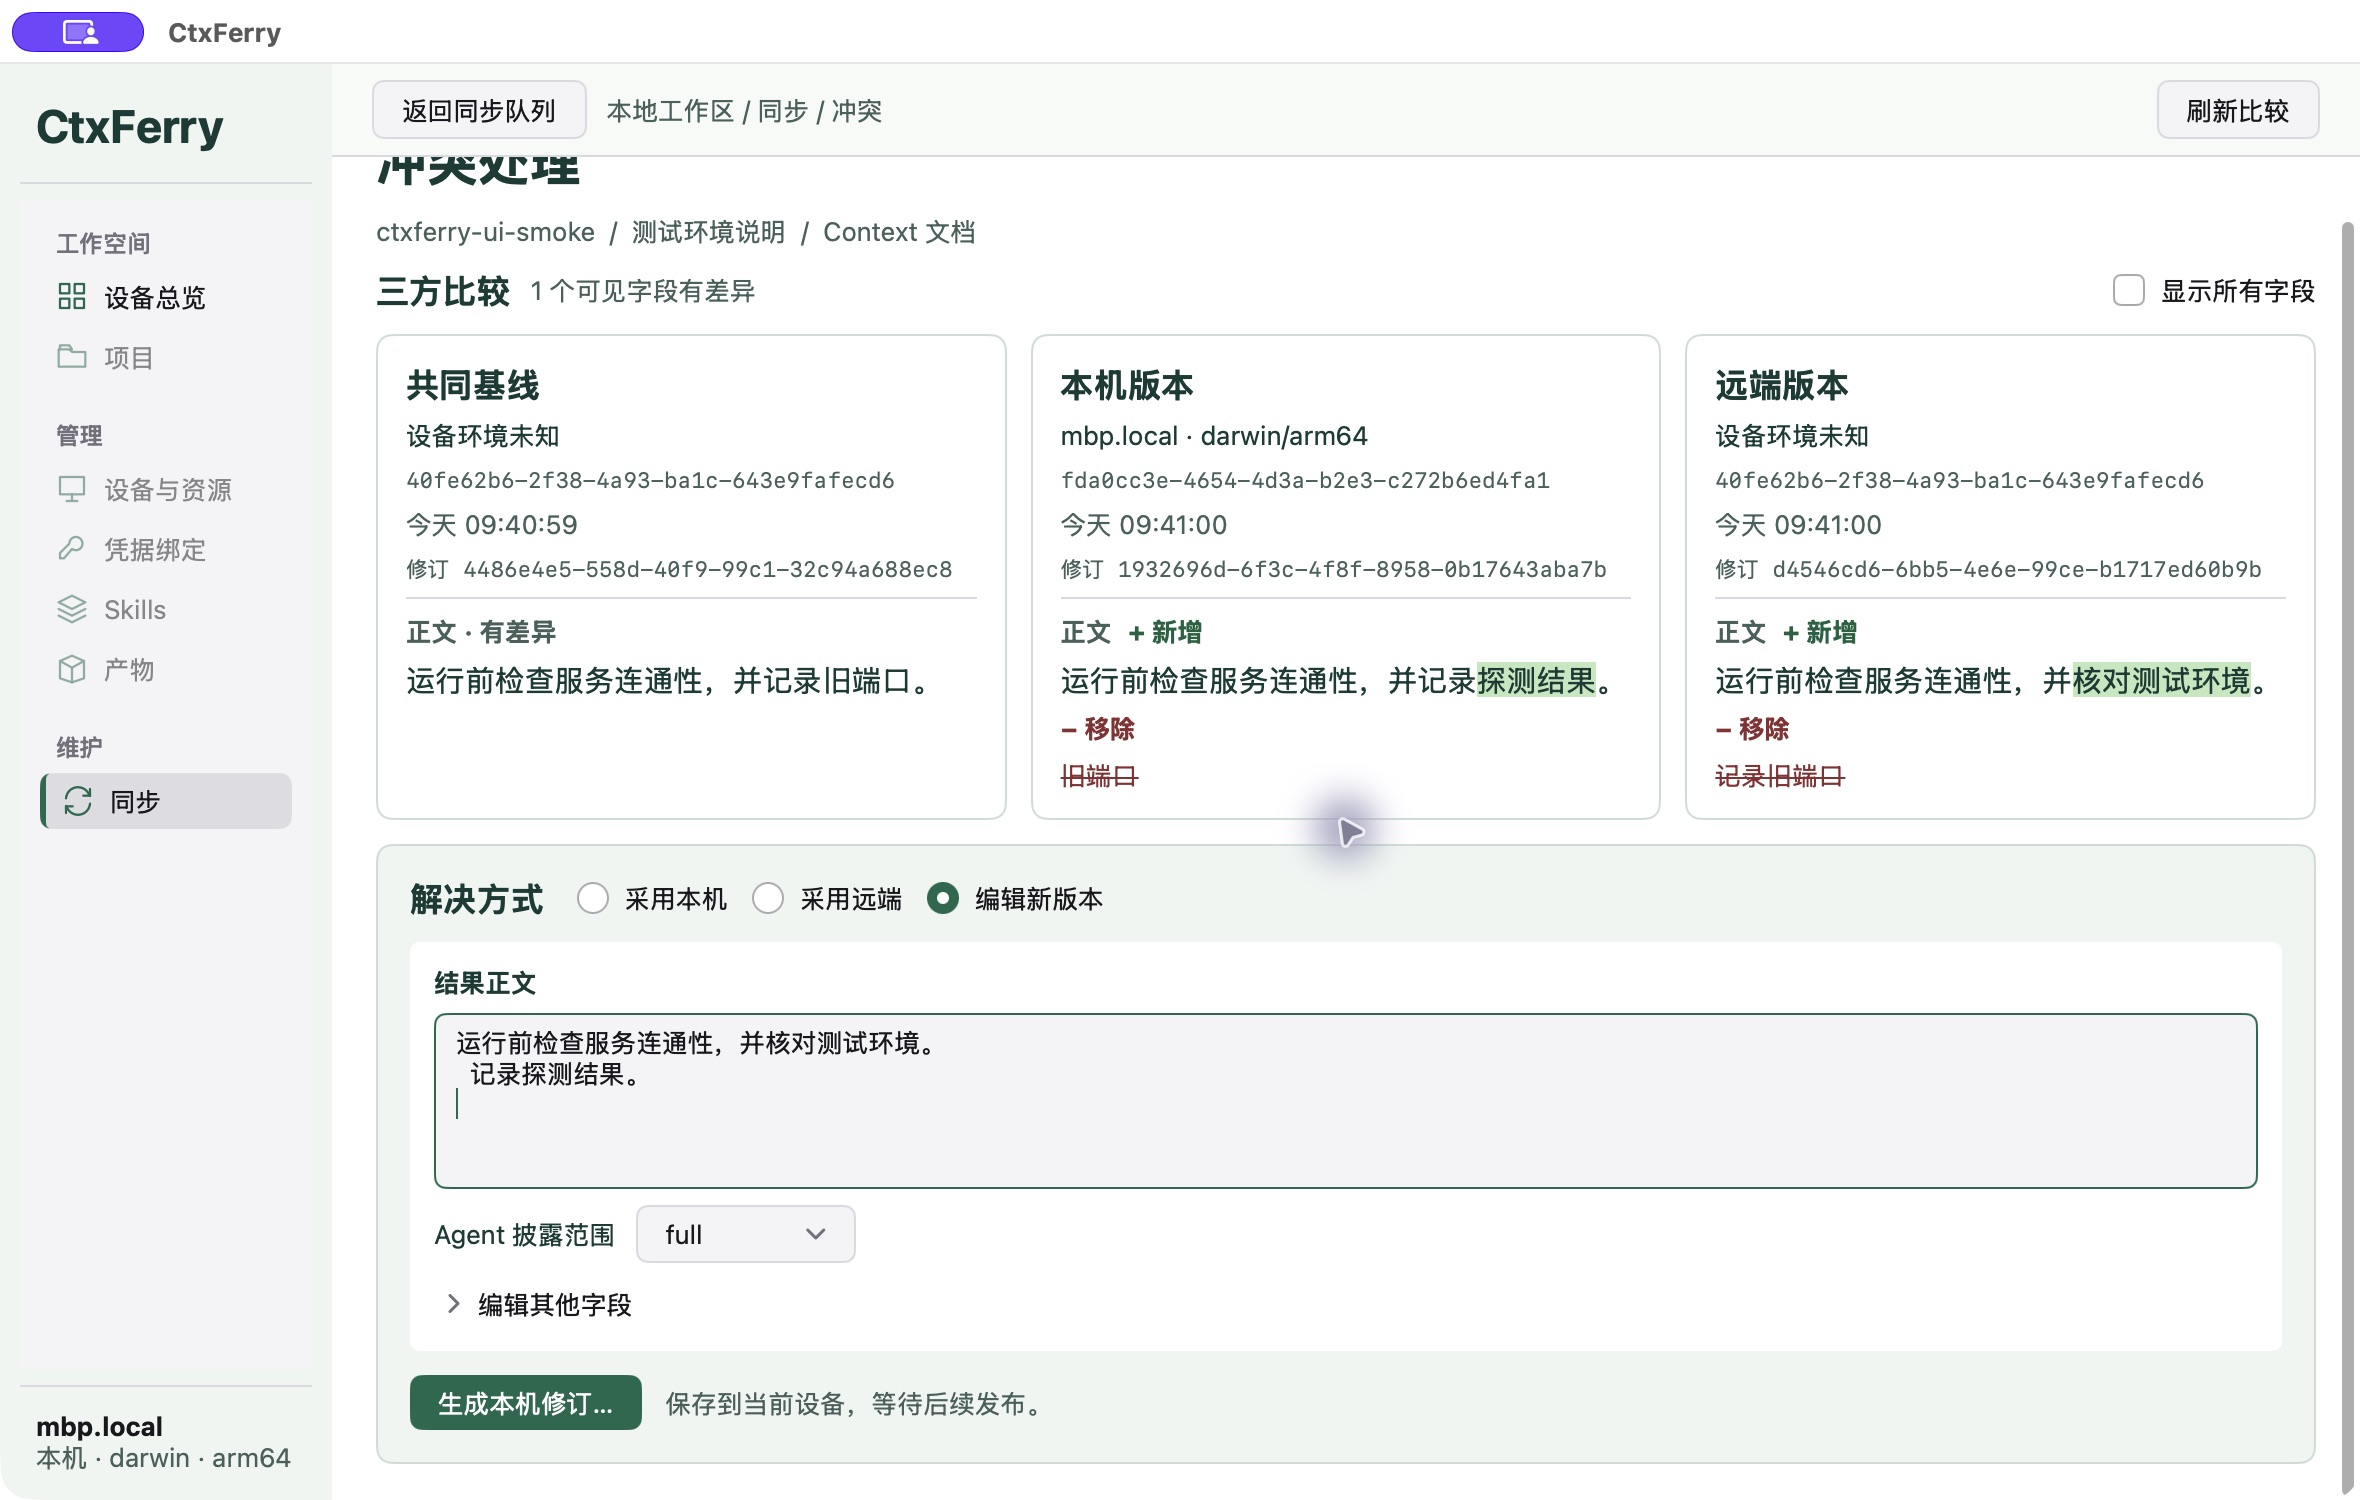 CtxFerry
CtxFerry
工作空间
设备总览
项目
管理
设备与资源
凭据绑定
Skills
产物
维护
同步
mbp.local
本机 · darwin · arm64
返回同步队列
本地工作区 / 同步 / 冲突
刷新比较
冲突处理
ctxferry-ui-smoke / 测试环境说明 / Context 文档
三方比较 1 个可见字段有差异
显示所有字段
共同基线
设备环境未知
40fe62b6-2f38-4a93-ba1c-643e9fafecd6
今天 09:40:59
修订 4486e4e5-558d-40f9-99c1-32c94a688ec8
正文 · 有差异
运行前检查服务连通性，并记录旧端口。
本机版本
mbp.local · darwin/arm64
fda0cc3e-4654-4d3a-b2e3-c272b6ed4fa1
今天 09:41:00
修订 1932696d-6f3c-4f8f-8958-0b17643aba7b
正文 + 新增
运行前检查服务连通性，并记录探测结果。
− 移除
旧端口
远端版本
设备环境未知
40fe62b6-2f38-4a93-ba1c-643e9fafecd6
今天 09:41:00
修订 d4546cd6-6bb5-4e6e-99ce-b1717ed60b9b
正文 + 新增
运行前检查服务连通性，并核对测试环境。
− 移除
记录旧端口
解决方式 采用本机 采用远端 编辑新版本
结果正文
运行前检查服务连通性，并核对测试环境。
记录探测结果。
Agent 披露范围 full
编辑其他字段
生成本机修订... 保存到当前设备，等待后续发布。